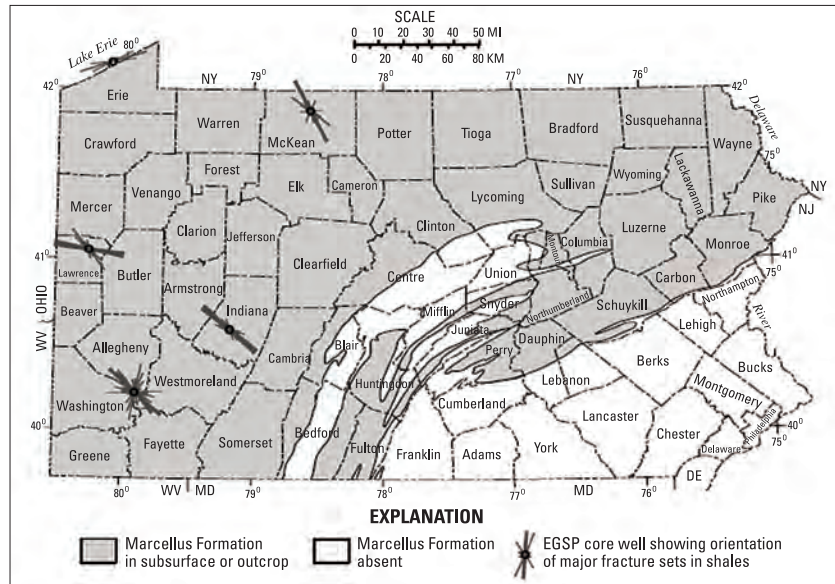 SCALE
0 10 20 30 40 50 MI
0 20 40 60 80 KM
Lake Erie
80°
42°
NY
79°
78°
77°
NY
76°
42°
Delaware
Erie
Warren
McKean
Potter
Tioga
Bradford
Susquehanna
Wayne
75°
Crawford
Forest
Elk
Cameron
Wyoming
Lackawanna
Sullivan
Mercer
Venango
Clarion
Jefferson
Clinton
Lycoming
Pike
NY
NJ
Luzerne
Columbia
Montour
Monroe
41°
41°
75°
Lawrence
Butler
Clearfield
Centre
Union
Carbon
Northampton
Armstrong
Indiana
Mifflin
Snyder
Northumberland
Schuykill
River
OHIO
WV
Beaver
Juniata
Lehigh
Allegheny
Cambria
Blair
Perry
Dauphin
Berks
Bucks
Westmoreland
Huntingdon
Lebanon
Montgomery
Washington
Cumberland
Lancaster
Philadelphia
40°
40°
75°
Greene
Fayette
Somerset
Bedford
Fulton
Franklin
Adams
York
Chester
Delaware
80°
WV
MD
79°
78°
77°
MD
76°
DE
EXPLANATION
Marcellus Formation
in subsurface or outcrop
Marcellus Formation
absent
EGSP core well showing orientation
of major fracture sets in shales